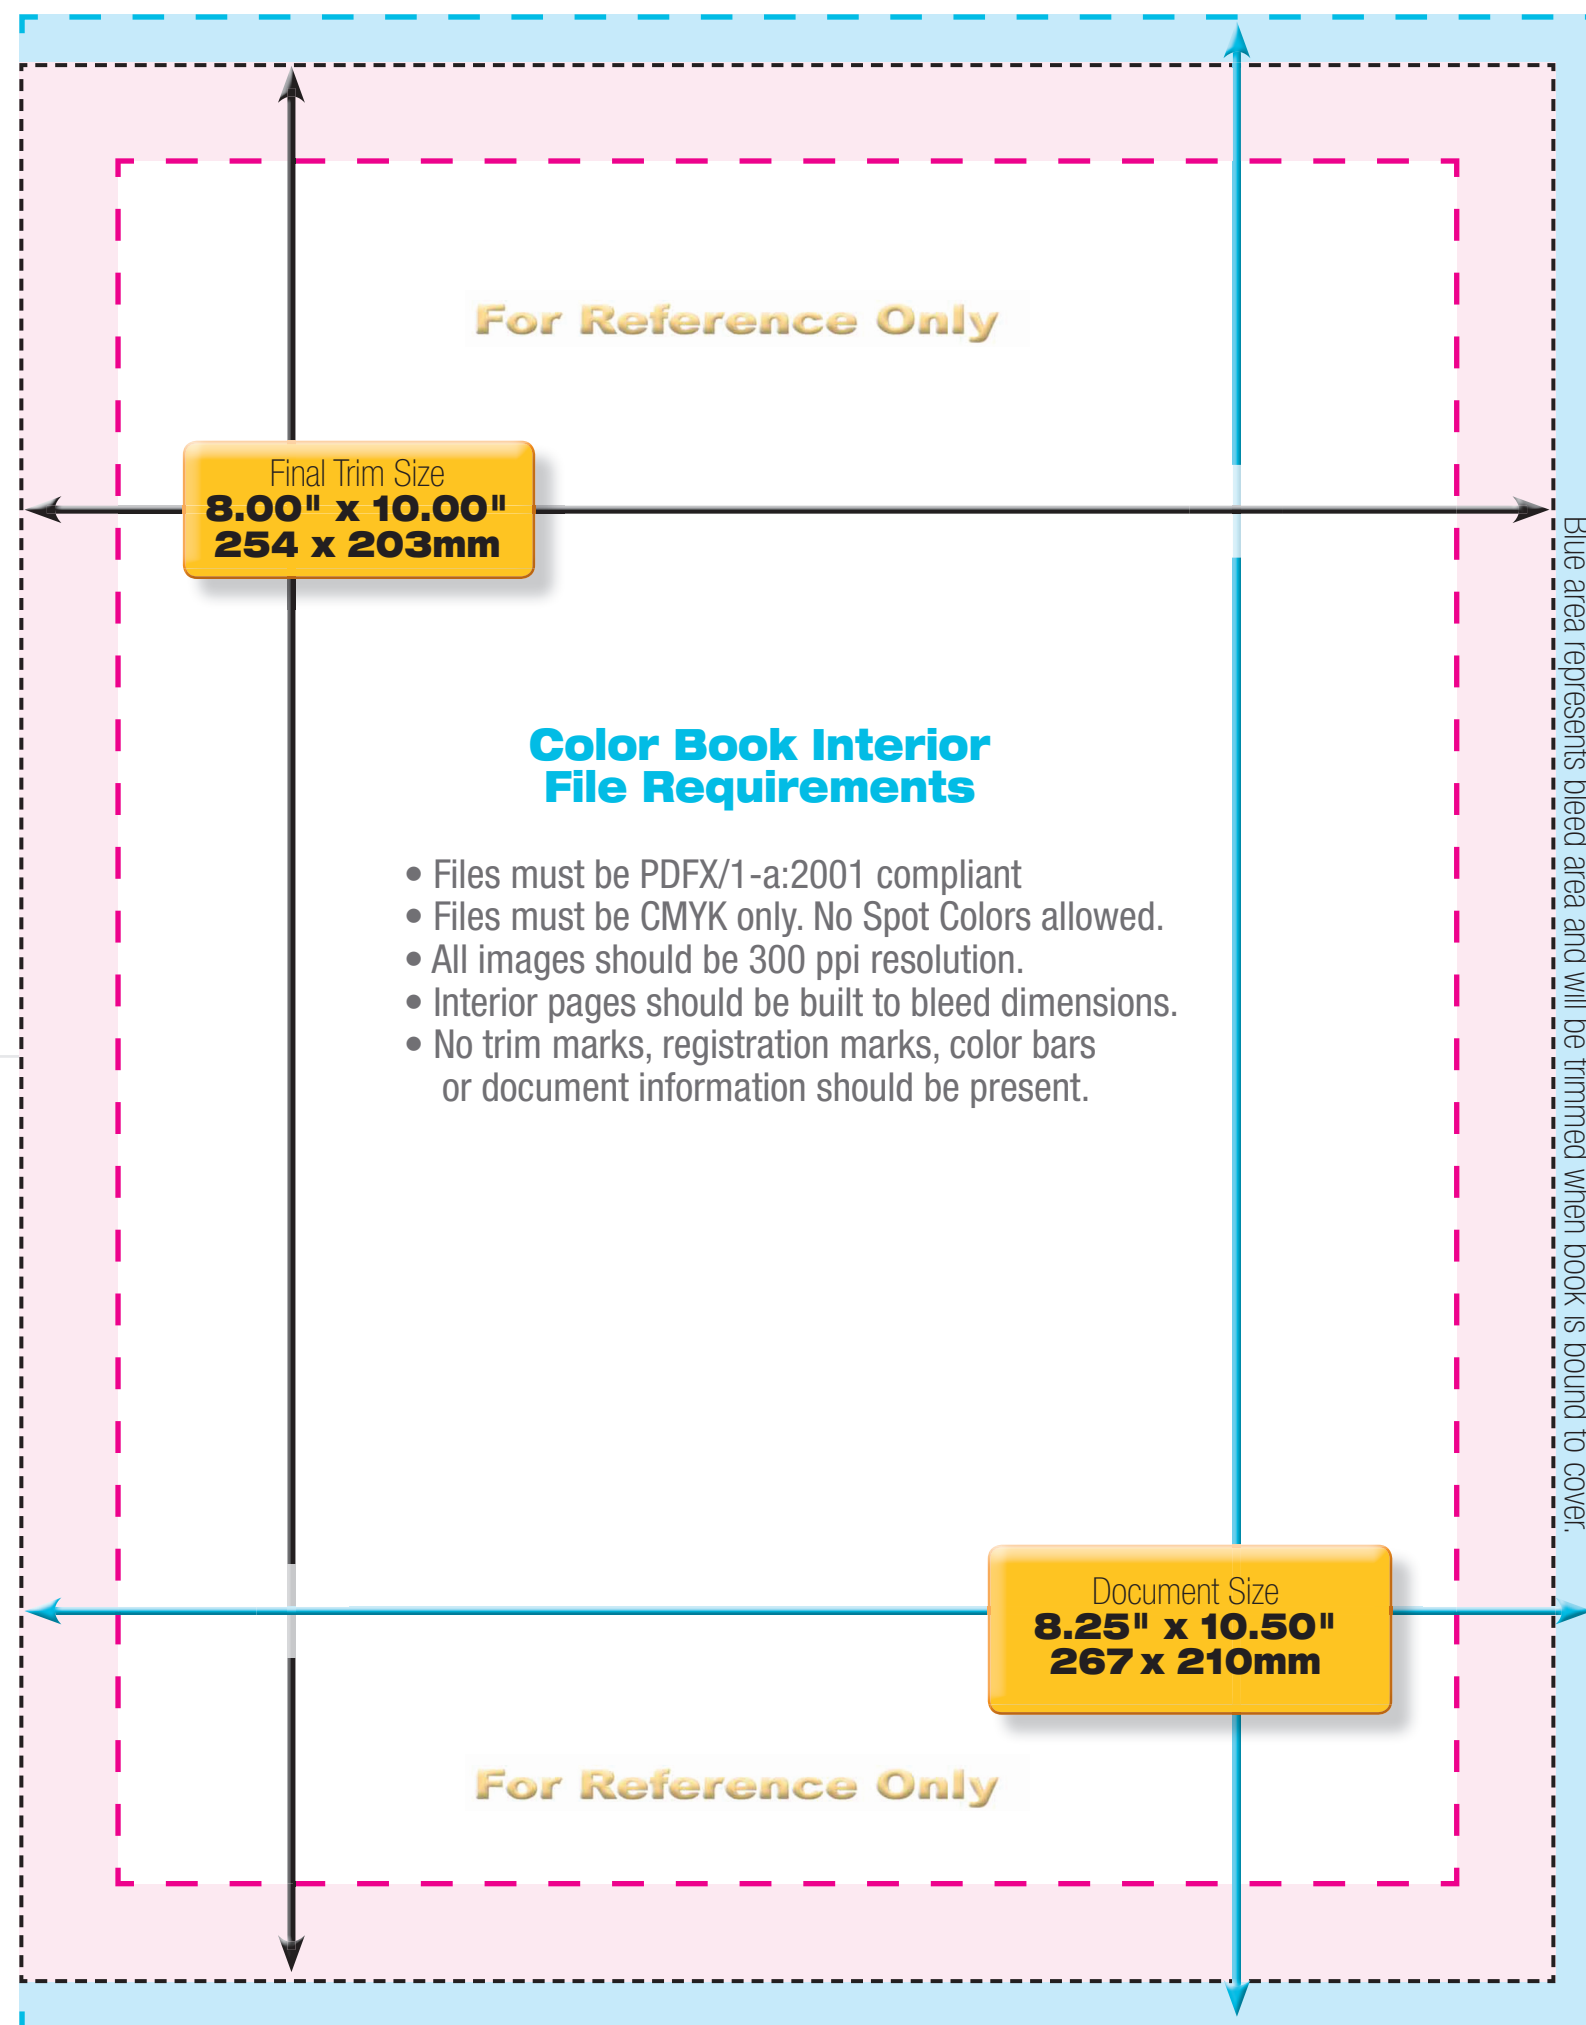 For Reference Only
Final Trim Size
8.00" x 10.00"
254 x 203mm
Color Book Interior
File Requirements
• Files must be PDFX/1-a:2001 compliant
• Files must be CMYK only. No Spot Colors allowed.
• All images should be 300 ppi resolution.
• Interior pages should be built to bleed dimensions.
• No trim marks, registration marks, color bars
or document information should be present.
Blue area represents bleed area and will be trimmed when book is bound to cover.
Document Size
8.25" x 10.50"
267 x 210mm
For Reference Only